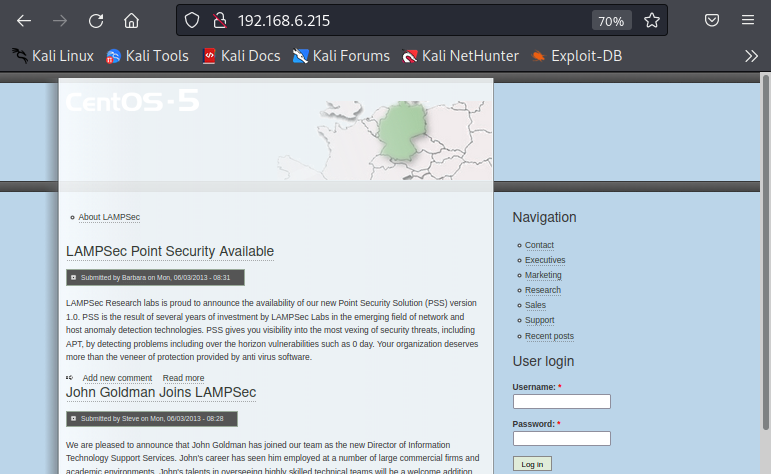 192.168.6.215
70%
Kali Linux
Kali Tools
Kali Docs
Kali Forums
Kali NetHunter
Exploit-DB
CentOS-5
About LAMPSec
LAMPSec Point Security Available
Submitted by Barbara on Mon, 06/03/2013 - 08:31
LAMPSec Research labs is proud to announce the availability of our new Point Security Solution (PSS) version
1.0. PSS is the result of several years of investment by LAMPSec Labs in the emerging field of network and
host anomaly detection technologies. PSS gives you visibility into the most vexing of security threats, including
APT, by detecting problems including over the horizon vulnerabilities such as 0 day. Your organization deserves
more than the veneer of protection provided by anti virus software.
Add new comment Read more
John Goldman Joins LAMPSec
Submitted by Steve on Mon, 06/03/2013 - 08:28
We are pleased to announce that John Goldman has joined our team as the new Director of Information
Technology Support Services. John's career has seen him employed at a number of large commercial firms and
academic environments. John's talents in overseeing highly skilled technical teams will be a welcome addition
Navigation
Contact
Executives
Marketing
Research
Sales
Support
Recent posts
User login
Username: *
Password: *
Log in